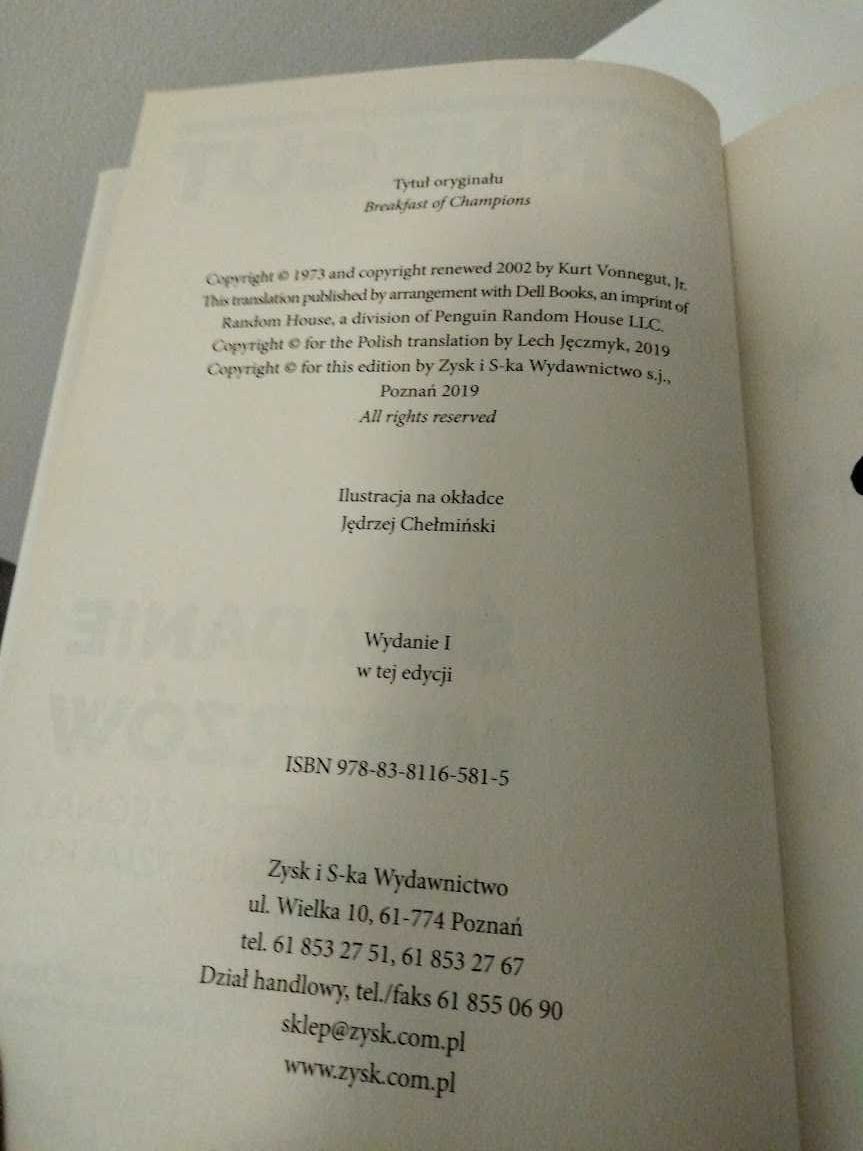 Tytuł oryginału
Breakfast of Champions
Copyright © 1973 and copyright renewed 2002 by Kurt Vonnegut, Jr.
This translation published by arrangement with Dell Books, an imprint of
Random House, a division of Penguin Random House LLC.
Copyright © for the Polish translation by Lech Jęczmyk, 2019
Copyright © for this edition by Zysk i S-ka Wydawnictwo s.j.,
Poznań 2019
All rights reserved
Ilustracja na okładce
Jędrzej Chełmiński
Wydanie I
w tej edycji
ISBN 978-83-8116-581-5
Zysk i S-ka Wydawnictwo
ul. Wielka 10, 61-774 Poznań
tel. 61 853 27 51, 61 853 27 67
Dział handlowy, tel./faks 61 855 06 90
sklep@zysk.com.pl
www.zysk.com.pl